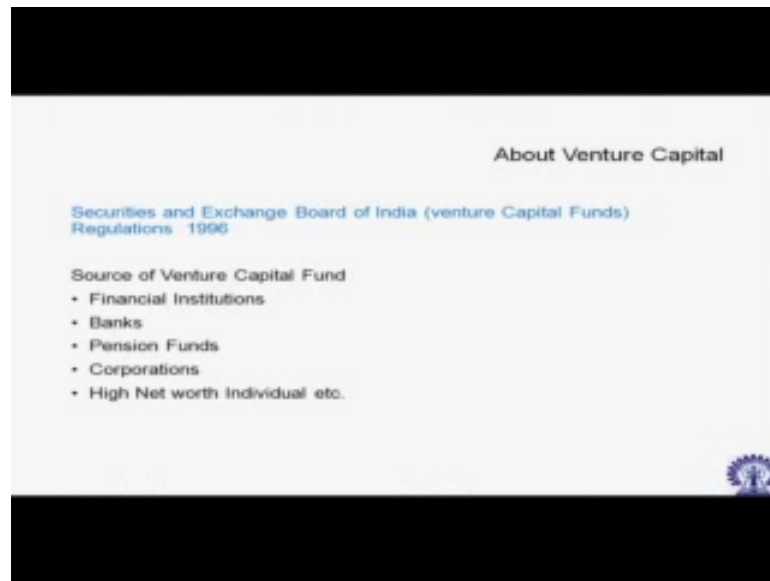 About Venture Capital
Securities and Exchange Board of India (venture Capital Funds)
Regulations 1996
Source of Venture Capital Fund
• Financial Institutions
• Banks
• Pension Funds
• Corporations
• High Net worth Individual etc.